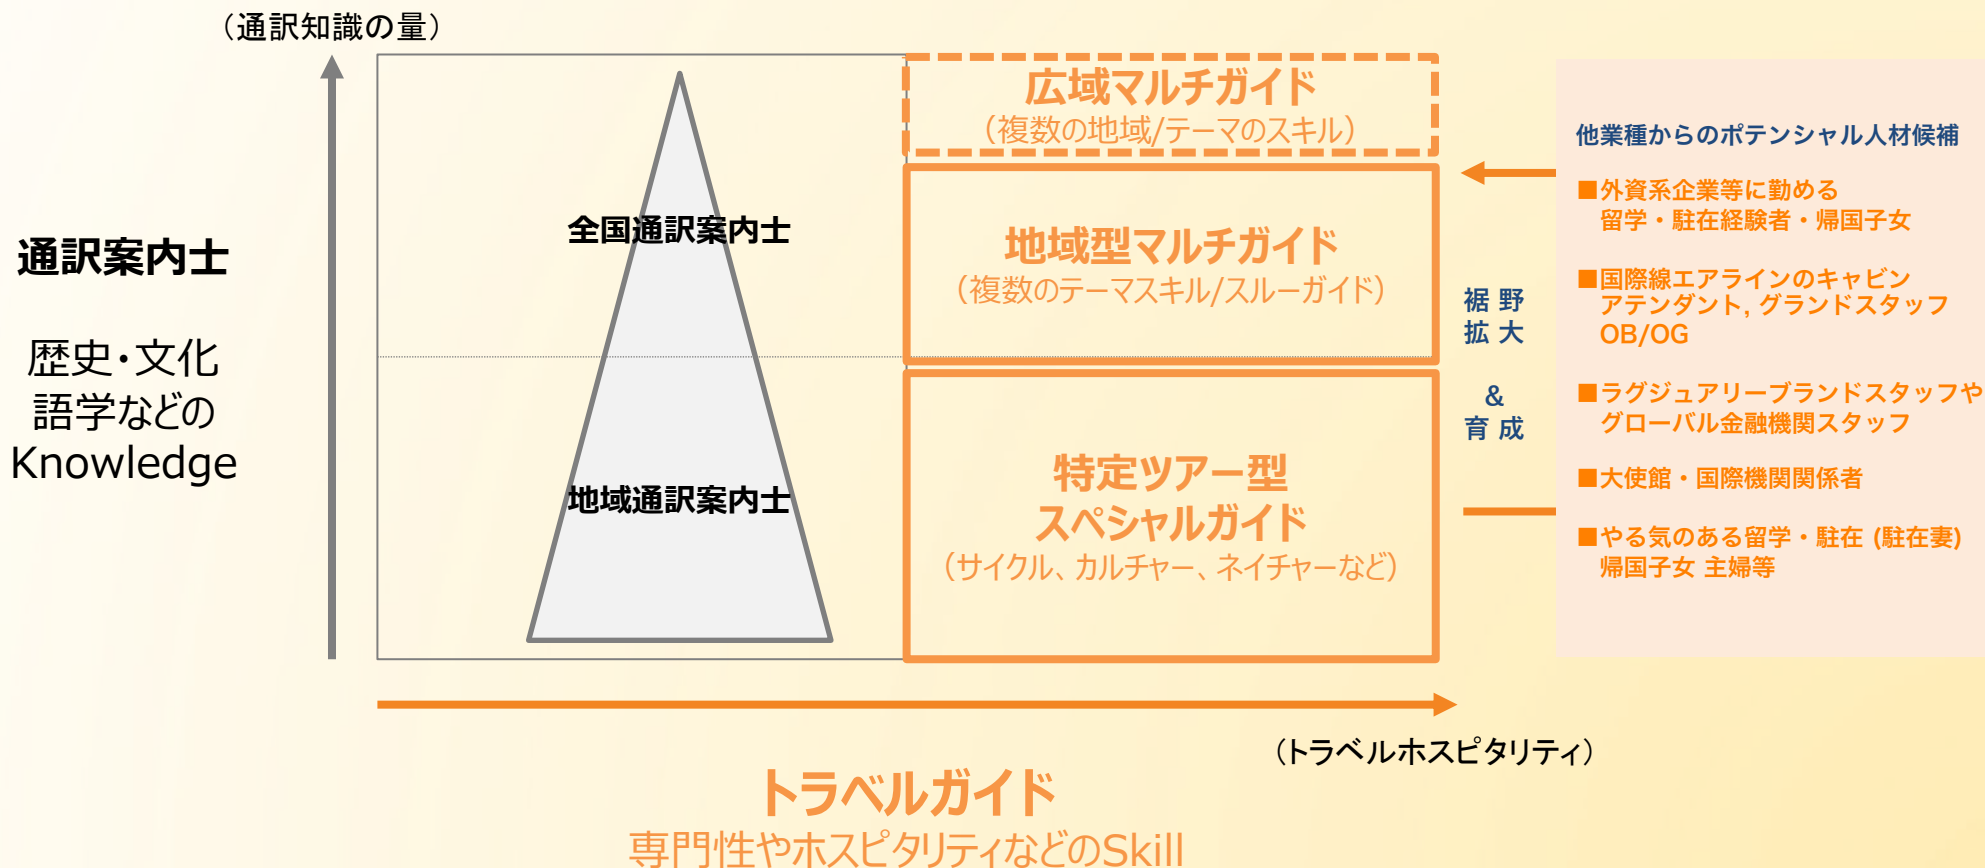 （通訳知識の量）
通訳案内士
歴史・文化
語学などの
Knowledge
全国通訳案内士
地域通訳案内士
広域マルチガイド
（複数の地域/テーマのスキル）
地域型マルチガイド
（複数のテーマスキル/スルーガイド）
特定ツアー型
スペシャルガイド
（サイクル、カルチャー、ネイチャーなど）
裾 野
拡 大
&
育 成
他業種からのポテンシャル人材候補
■外資系企業等に勤める
留学・駐在経験者・帰国子女
■国際線エアラインのキャビン
アテンダント, グランドスタッフ
OB/OG
■ラグジュアリーブランドスタッフや
グローバル金融機関スタッフ
■大使館・国際機関関係者
■やる気のある留学・駐在 (駐在妻)
帰国子女 主婦等
（トラベルホスピタリティ）
トラベルガイド
専門性やホスピタリティなどのSkill